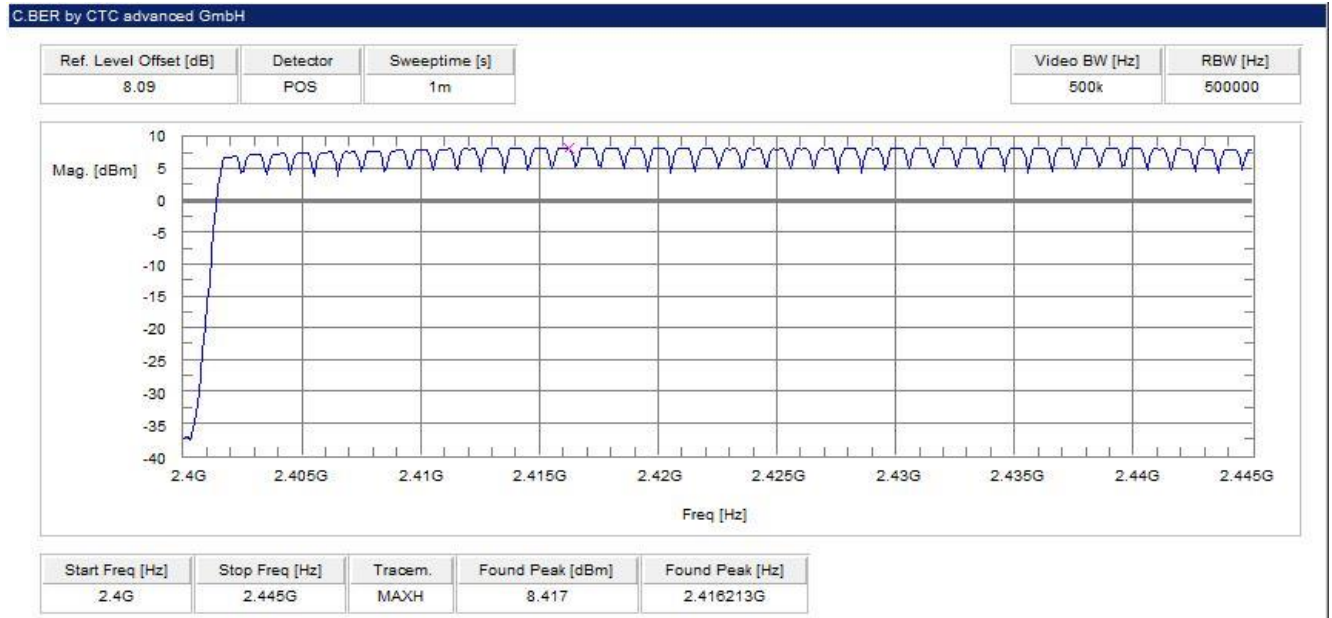 C.BER by CTC advanced GmbH
Ref. Level Offset [dB] Detector Sweeptime [s] Video BW [Hz] RBW [Hz]
8.09 POS 1m 500k 500000
10
Mag. [dBm] 5
0
-5
-10
-15
-20
-25
-30
-35
-40
2.4G 2.405G 2.41G 2.415G 2.42G 2.425G 2.43G 2.435G 2.44G 2.445G
Freq [Hz]
Start Freq [Hz] Stop Freq [Hz] Tracem. Found Peak [dBm] Found Peak [Hz]
2.4G 2.445G MAXH 8.417 2.416213G